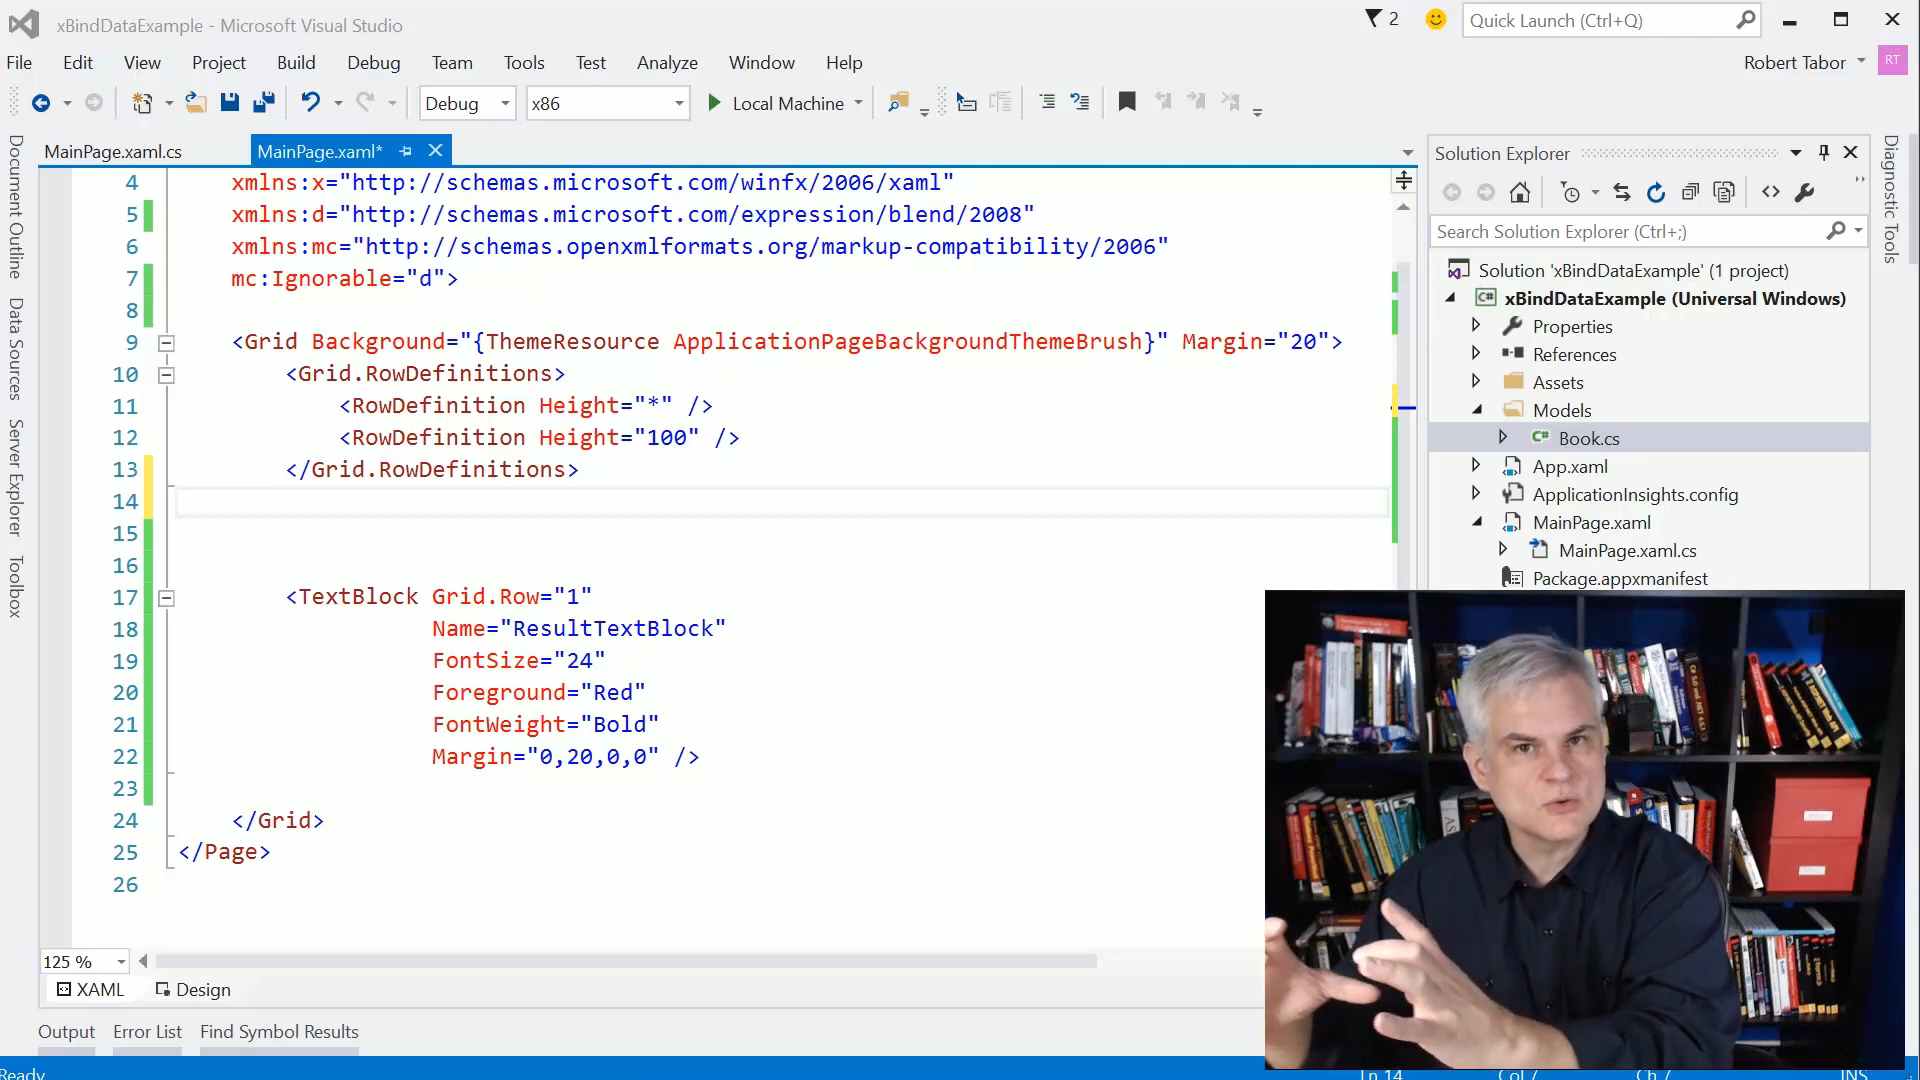 xBindDataExample - Microsoft Visual Studio
2
Quick Launch (Ctrl+Q)
File Edit View Project Build Debug Team Tools Test Analyze Window Help
Robert Tabor
RT
Debug
x86
Local Machine
Document Outline
Data Sources
Server Explorer
Toolbox
MainPage.xaml.cs
MainPage.xaml*
4 xmlns:x="http://schemas.microsoft.com/winfx/2006/xaml"
5 xmlns:d="http://schemas.microsoft.com/expression/blend/2008"
6 xmlns:mc="http://schemas.openxmlformats.org/markup-compatibility/2006"
7 mc:Ignorable="d">
8
9 <Grid Background="{ThemeResource ApplicationPageBackgroundThemeBrush}" Margin="20">
10 <Grid.RowDefinitions>
11 <RowDefinition Height="*" />
12 <RowDefinition Height="100" />
13 </Grid.RowDefinitions>
14
15
16
17 <TextBlock Grid.Row="1"
18 Name="ResultTextBlock"
19 FontSize="24"
20 Foreground="Red"
21 FontWeight="Bold"
22 Margin="0,20,0,0" />
23
24 </Grid>
25 </Page>
26
125 %
XAML
Design
Output Error List Find Symbol Results
Ready
Ln 14 Col 7 Ch 7 INS
Solution Explorer
Search Solution Explorer (Ctrl+;)
Solution 'xBindDataExample' (1 project)
C# xBindDataExample (Universal Windows)
Properties
References
Assets
Models
C# Book.cs
App.xaml
ApplicationInsights.config
MainPage.xaml
MainPage.xaml.cs
Package.appxmanifest
Diagnostic Tools